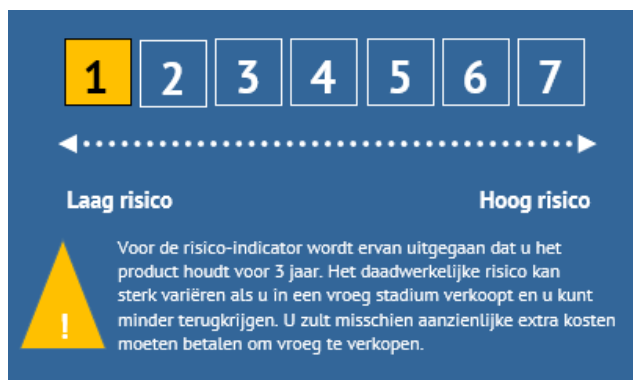 1 2 3 4 5 6 7
Laag risico Hoog risico
Voor de risico-indicator wordt ervan uitgegaan dat u het
product houdt voor 3 jaar. Het daadwerkelijke risico kan
sterk variëren als u in een vroeg stadium verkoopt en u kunt
minder terugkrijgen. U zult misschien aanzienlijke extra kosten
moeten betalen om vroeg te verkopen.
!